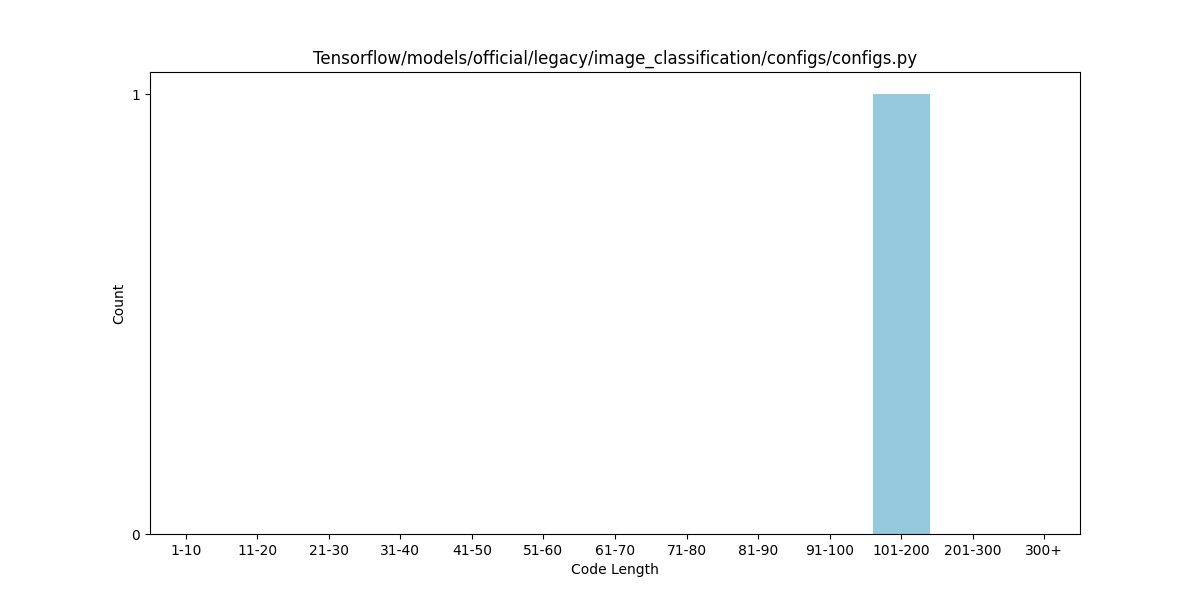 Tensorflow/models/official/legacy/image_classification/configs/configs.py
1
Count
0
1-10 11-20 21-30 31-40 41-50 51-60 61-70 71-80 81-90 91-100 101-200 201-300 300+
Code Length